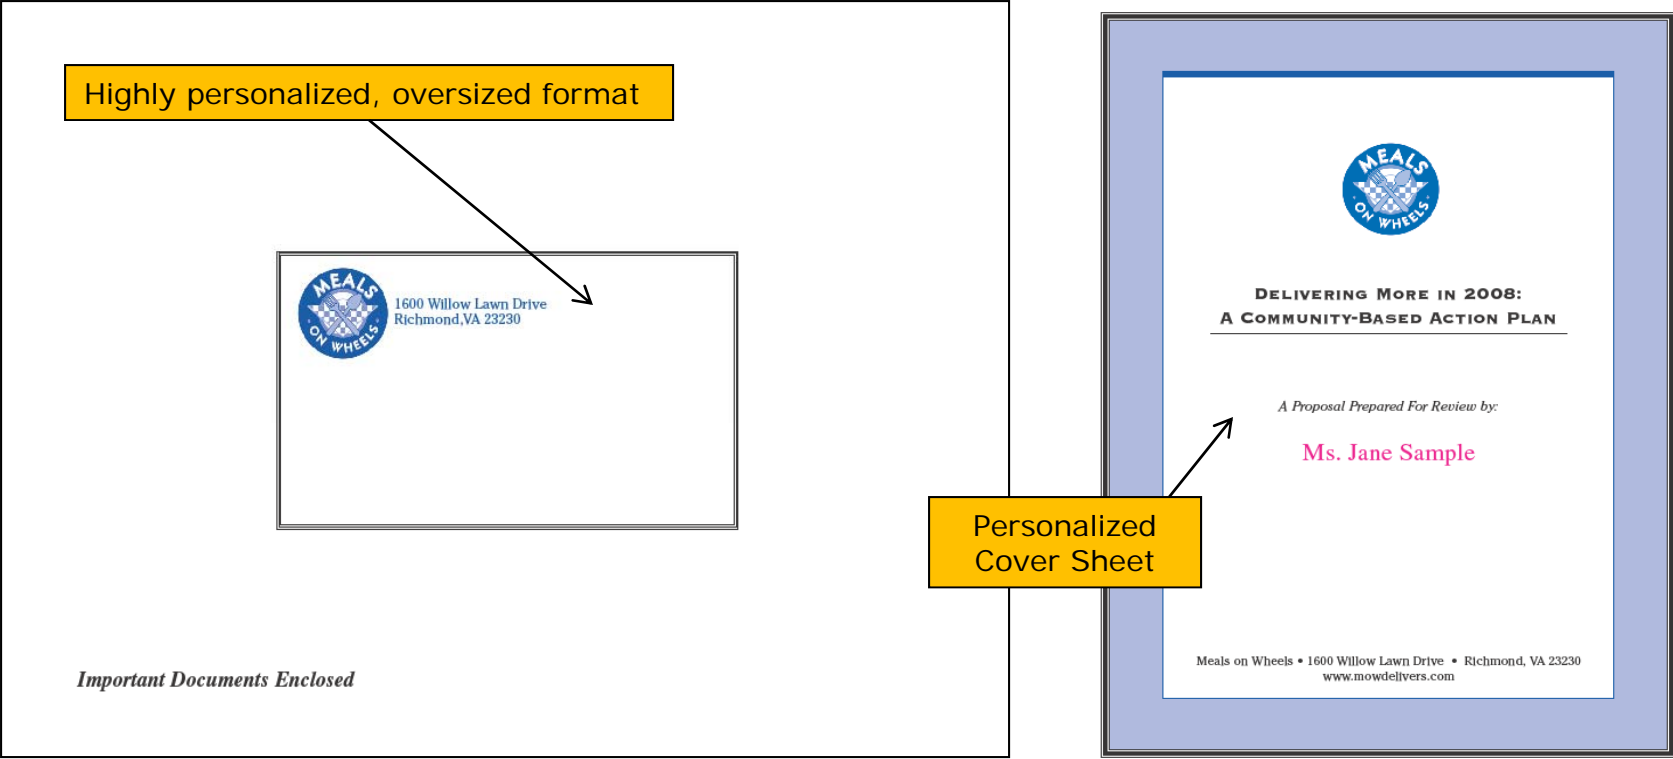 Highly personalized, oversized format
MEALS
ON WHEELS
1600 Willow Lawn Drive
Richmond,VA 23230
Important Documents Enclosed
MEALS
ON WHEELS
DELIVERING MORE IN 2008:
A COMMUNITY-BASED ACTION PLAN
A Proposal Prepared For Review by:
Ms. Jane Sample
Personalized
Cover Sheet
Meals on Wheels • 1600 Willow Lawn Drive • Richmond, VA 23230
www.mowdelivers.com